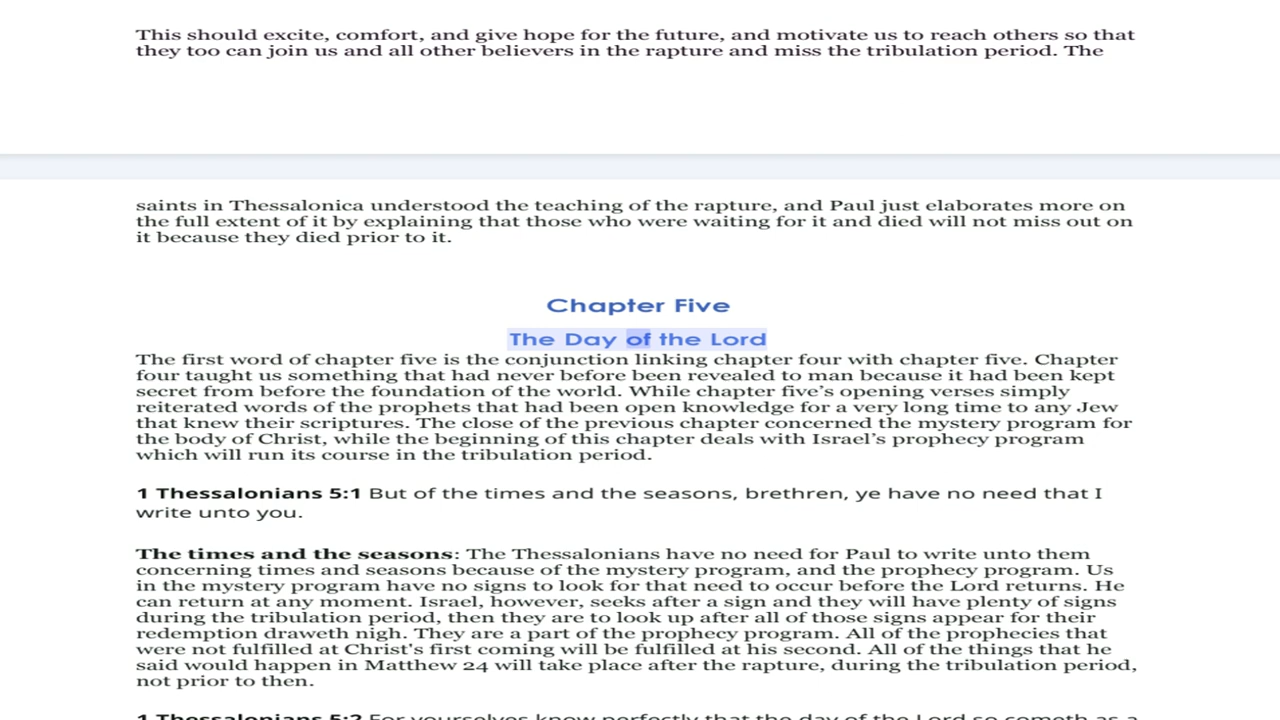 This should excite, comfort, and give hope for the future, and motivate us to reach others so that
they too can join us and all other believers in the rapture and miss the tribulation period. The
saints in Thessalonica understood the teaching of the rapture, and Paul just elaborates more on
the full extent of it by explaining that those who were waiting for it and died will not miss out on
it because they died prior to it.
Chapter Five
The Day of the Lord
The first word of chapter five is the conjunction linking chapter four with chapter five. Chapter
four taught us something that had never before been revealed to man because it had been kept
secret from before the foundation of the world. While chapter five’s opening verses simply
reiterated words of the prophets that had been open knowledge for a very long time to any Jew
that knew their scriptures. The close of the previous chapter concerned the mystery program for
the body of Christ, while the beginning of this chapter deals with Israel’s prophecy program
which will run its course in the tribulation period.
1 Thessalonians 5:1 But of the times and the seasons, brethren, ye have no need that I
write unto you.
The times and the seasons: The Thessalonians have no need for Paul to write unto them
concerning times and seasons because of the mystery program, and the prophecy program. Us
in the mystery program have no signs to look for that need to occur before the Lord returns. He
can return at any moment. Israel, however, seeks after a sign and they will have plenty of signs
during the tribulation period, then they are to look up after all of those signs appear for their
redemption draweth nigh. They are a part of the prophecy program. All of the prophecies that
were not fulfilled at Christ's first coming will be fulfilled at his second. All of the things that he
said would happen in Matthew 24 will take place after the rapture, during the tribulation period,
not prior to then.
1 Thessalonians 5:2 For yourselves know perfectly that the day of the Lord so cometh as a